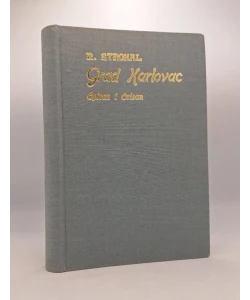 R. STROHAL
Grad Karlovac
Opisan i Orisan